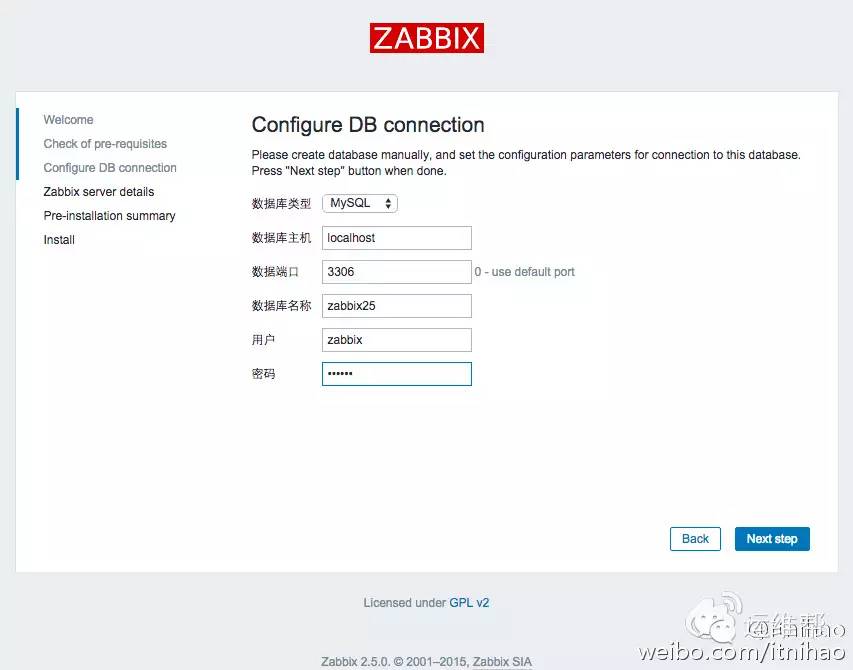 ZABBIX
Welcome
Check of pre-requisites
Configure DB connection
Zabbix server details
Pre-installation summary
Install
Configure DB connection
Please create database manually, and set the configuration parameters for connection to this database.
Press "Next step" button when done.
数据库类型 MySQL
数据库主机 localhost
数据端口 3306 0 - use default port
数据库名称 zabbix25
用户 zabbix
密码 ••••••
Back Next step
Licensed under GPL v2
运维帮
@itnihao
weibo.com/itnihao
Zabbix 2.5.0. © 2001–2015, Zabbix SIA